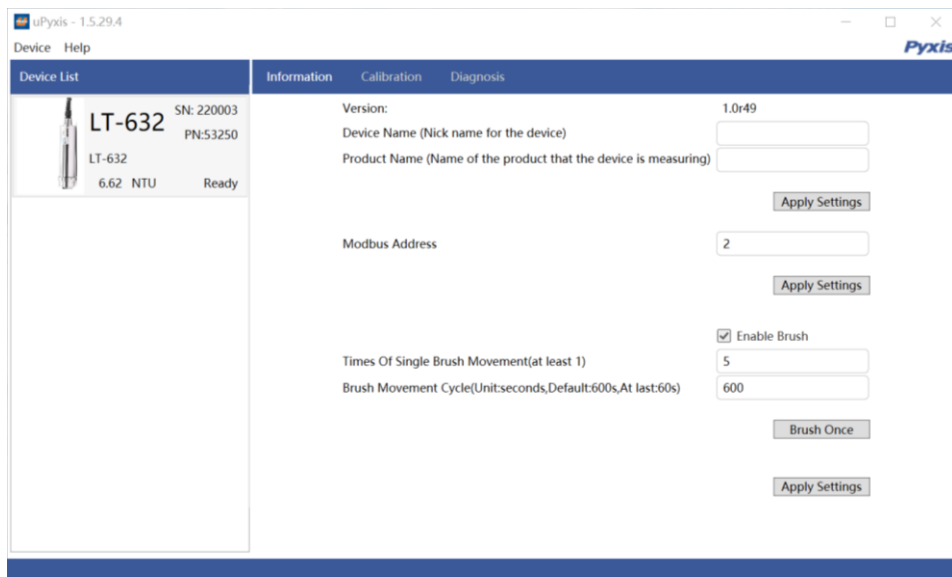 uPyxis - 1.5.29.4
Device Help
Pyxis
Device List
Information Calibration Diagnosis
LT-632
SN: 220003
PN:53250
LT-632
6.62 NTU Ready
Version: 1.0r49
Device Name (Nick name for the device)
Product Name (Name of the product that the device is measuring)
Apply Settings
Modbus Address 2
Apply Settings
Enable Brush
Times Of Single Brush Movement(at least 1) 5
Brush Movement Cycle(Unit:seconds,Default:600s,At last:60s) 600
Brush Once
Apply Settings